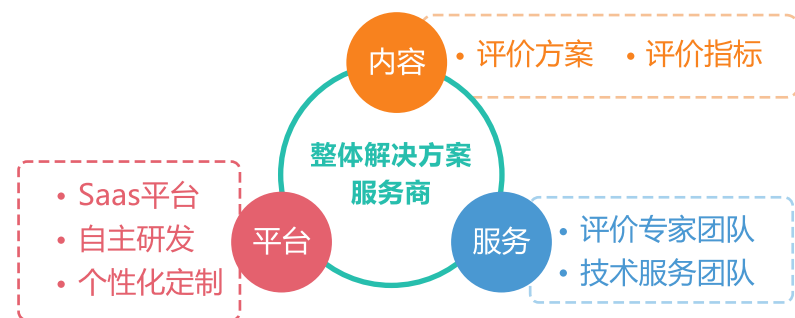 内容
• 评价方案 • 评价指标
整体解决方案
服务商
平台
• Saas平台
• 自主研发
• 个性化定制
服务
• 评价专家团队
• 技术服务团队